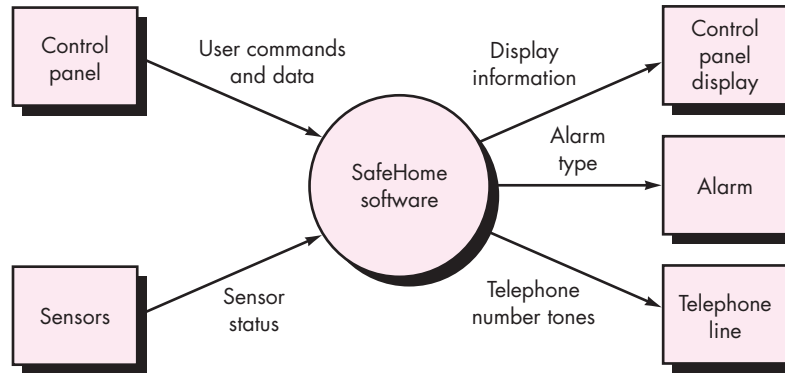 Control
panel
User commands
and data
Display
information
Control
panel
display
SafeHome
software
Alarm
type
Alarm
Sensors
Sensor
status
Telephone
number tones
Telephone
line